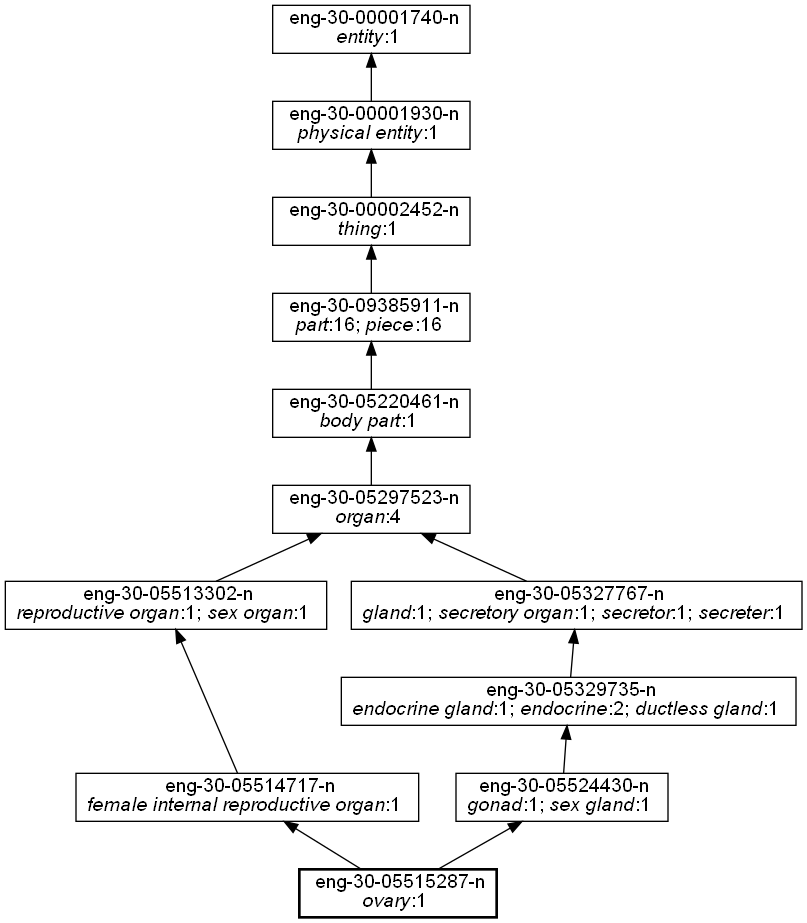 eng-30-00001740-n
entity:1
eng-30-00001930-n
physical entity:1
eng-30-00002452-n
thing:1
eng-30-09385911-n
part:16; piece:16
eng-30-05220461-n
body part:1
eng-30-05297523-n
organ:4
eng-30-05513302-n
reproductive organ:1; sex organ:1
eng-30-05327767-n
gland:1; secretory organ:1; secretor:1; secreter:1
eng-30-05329735-n
endocrine gland:1; endocrine:2; ductless gland:1
eng-30-05514717-n
female internal reproductive organ:1
eng-30-05524430-n
gonad:1; sex gland:1
eng-30-05515287-n
ovary:1